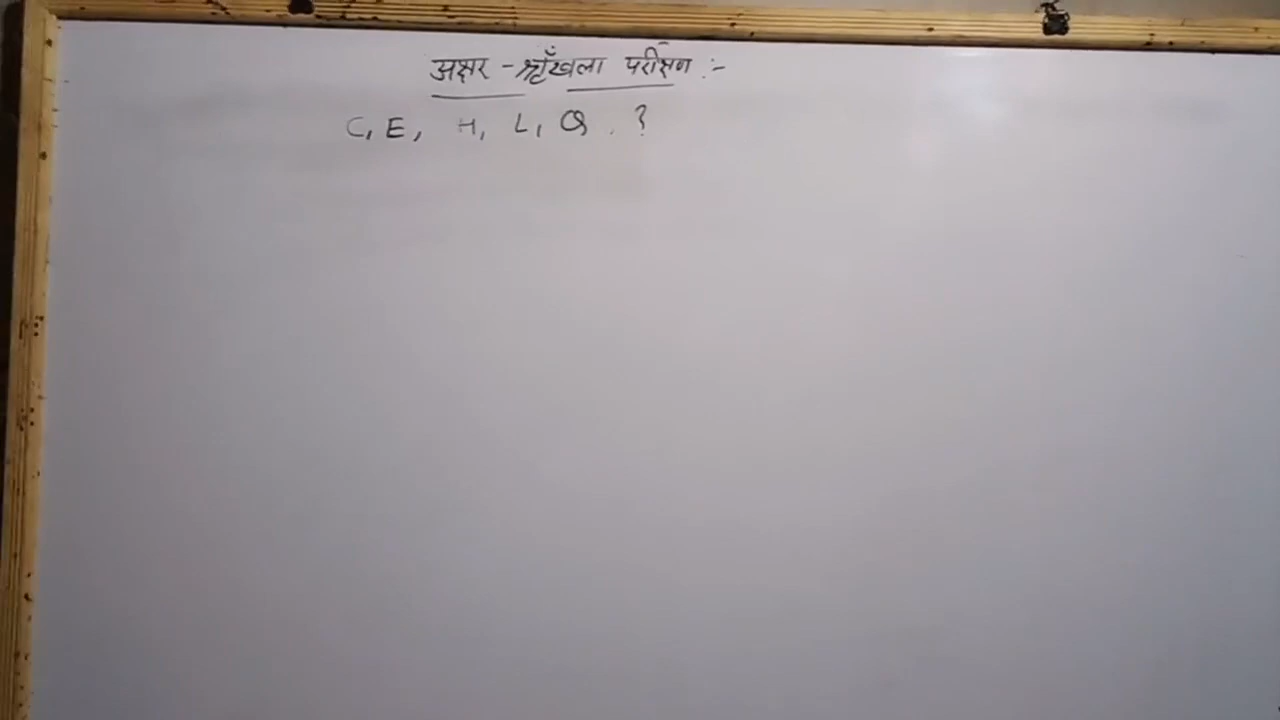 अक्षर - श्रृँखला परीक्षण :-
C, E, H, L, Q, ?